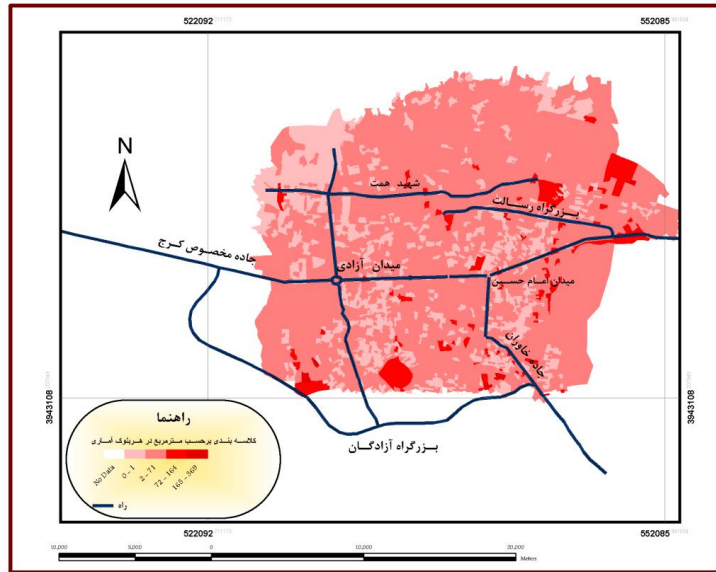 522092
552085
N
شهید همت
بزرگراه رسالت
جاده مخصوص کرج
میدان آزادی
میدان امام حسین
جاده خاوران
3943108
3943108
راهنما
کلاسه بندی برحسب مترمربع در هربلوک آماری
No Data
0 - 1
2 - 71
72 - 164
165 - 369
راه
بزرگراه آزادگان
522092
552085
10,000 5,000 0 10,000 20,000
Meters